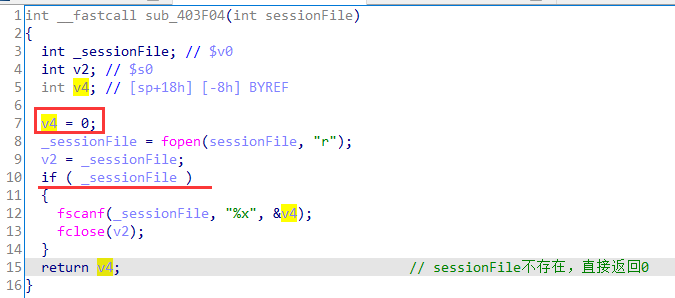 1 int __fastcall sub_403F04(int sessionFile)
2 {
3 int _sessionFile; // $v0
4 int v2; // $s0
5 int v4; // [sp+18h] [-8h] BYREF
6
7 v4 = 0;
8 _sessionFile = fopen(sessionFile, "r");
9 v2 = _sessionFile;
10 if ( _sessionFile )
11 {
12 fscanf(_sessionFile, "%x", &v4);
13 fclose(v2);
14 }
15 return v4; // sessionFile不存在，直接返回0
16 }